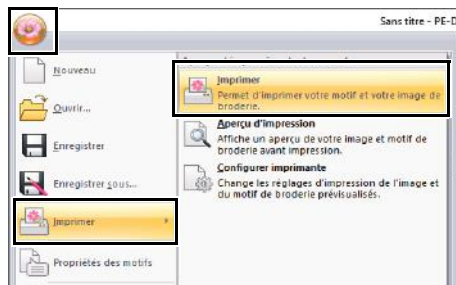 Sans titre - PE-D
Nouveau
Ouvrir...
Enregistrer
Enregistrer sous...
Imprimer
Propriétés des motifs
Imprimer
Permet d'imprimer votre motif et votre image de
broderie.
Aperçu d'impression
Affiche un aperçu de votre image et motif de
broderie avant impression.
Configurer imprimante
Change les réglages d'impression de l'image et
du motif de broderie prévisualisés.